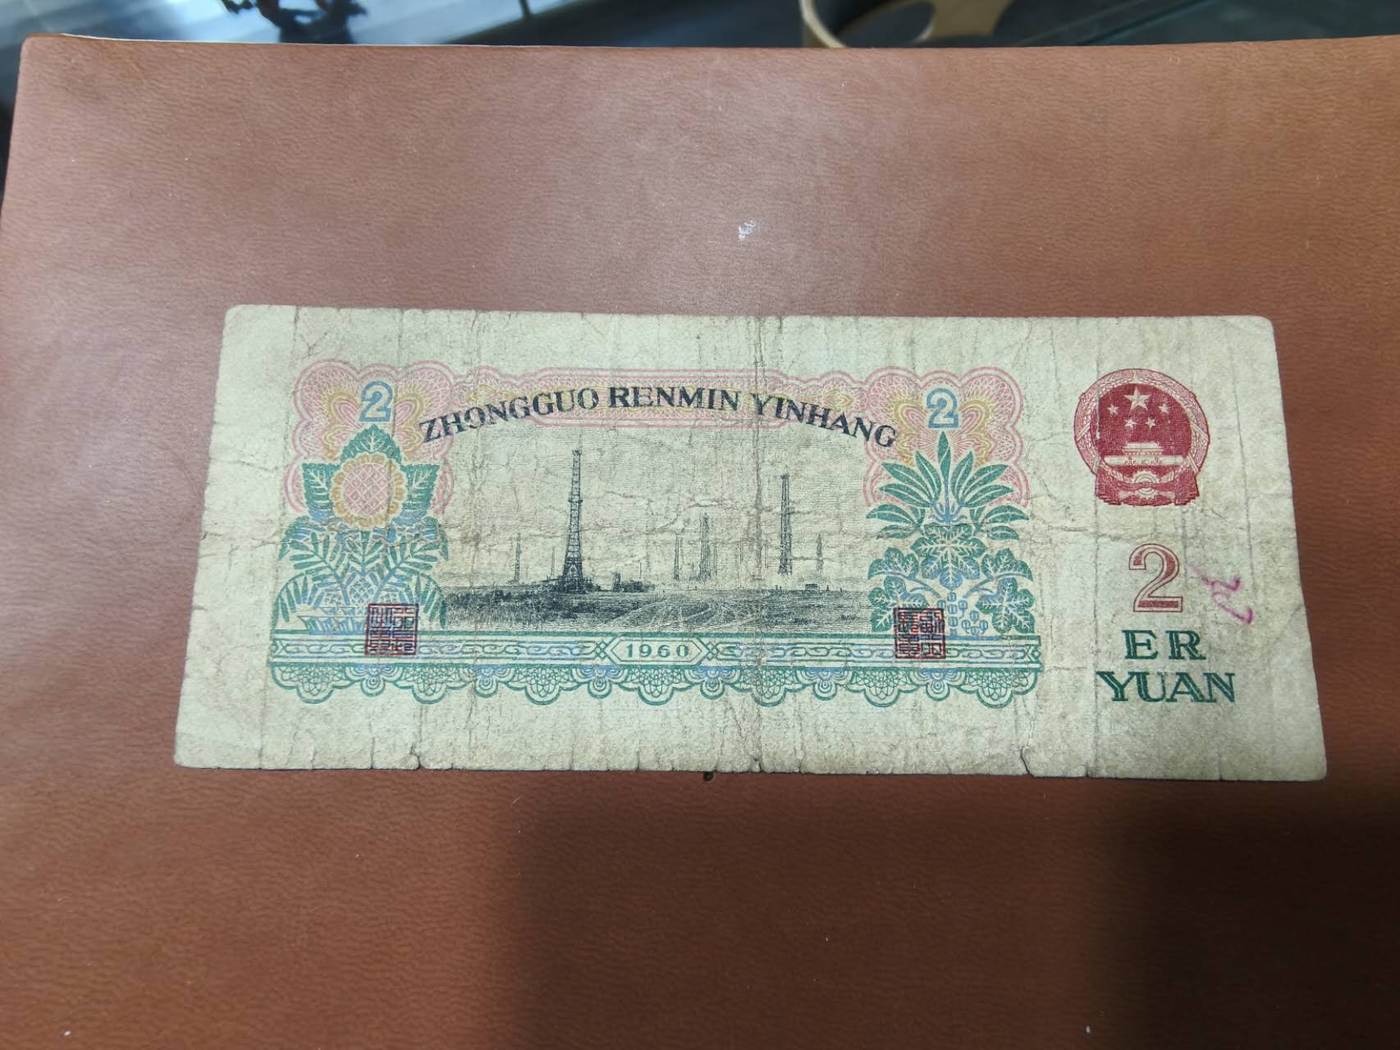 2
2
ZHONGGUO RENMIN YINHANG
2
ER
YUAN
1960